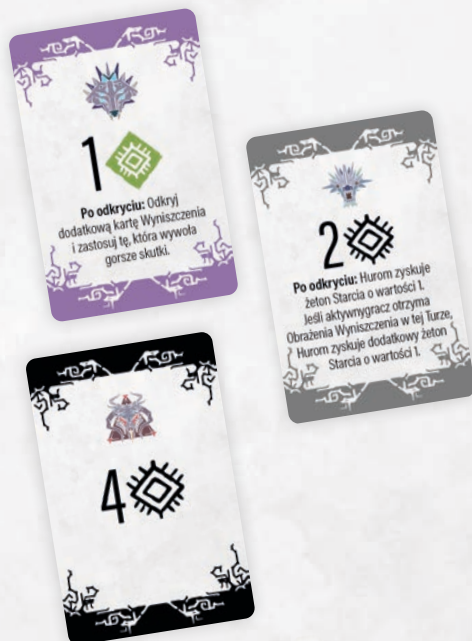 1
Po odkryciu: Odkryj
dodatkową kartę Wyniszczenia
i zastosuj tę, która wywoła
gorsze skutki.
2
Po odkryciu: Hurom zyskuje
żeton Starcia o wartości 1.
Jeśli aktywnygracz otrzyma
Obrażenia Wyniszczenia w tej Turze,
Hurom zyskuje dodatkowy żeton
Starcia o wartości 1.
4